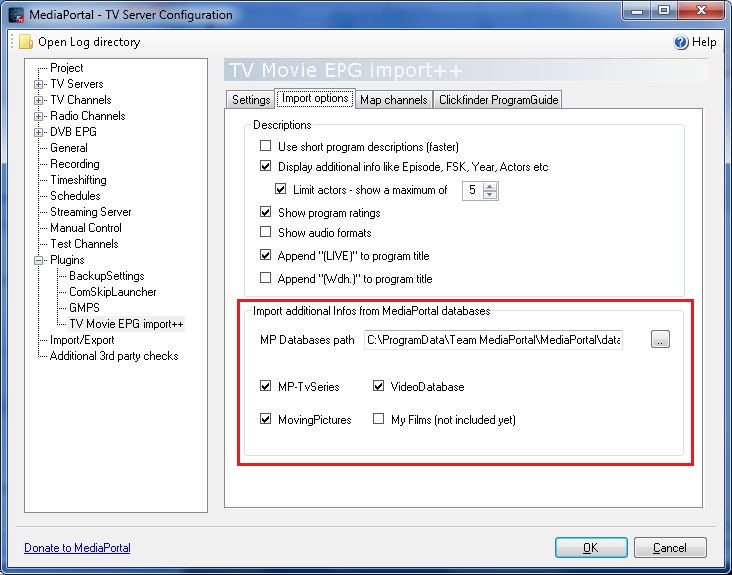 MediaPortal - TV Server Configuration
Open Log directory
Help
Project
TV Servers
TV Channels
Radio Channels
DVB EPG
General
Recording
Timeshifting
Schedules
Streaming Server
Manual Control
Test Channels
Plugins
BackupSettings
ComSkipLauncher
GMPS
TV Movie EPG import++
Import/Export
Additional 3rd party checks
TV Movie EPG import++
Settings
Import options
Map channels
Clickfinder ProgramGuide
Descriptions
Use short program descriptions (faster)
Display additional info like Episode, FSK, Year, Actors etc
Limit actors - show a maximum of 5
Show program ratings
Show audio formats
Append "(LIVE)" to program title
Append "(Wdh.)" to program title
Import additional Infos from MediaPortal databases
MP Databases path C:\ProgramData\Team MediaPortal\MediaPortal\data ..
MP-TvSeries
VideoDatabase
MovingPictures
My Films (not included yet)
Donate to MediaPortal
OK
Cancel